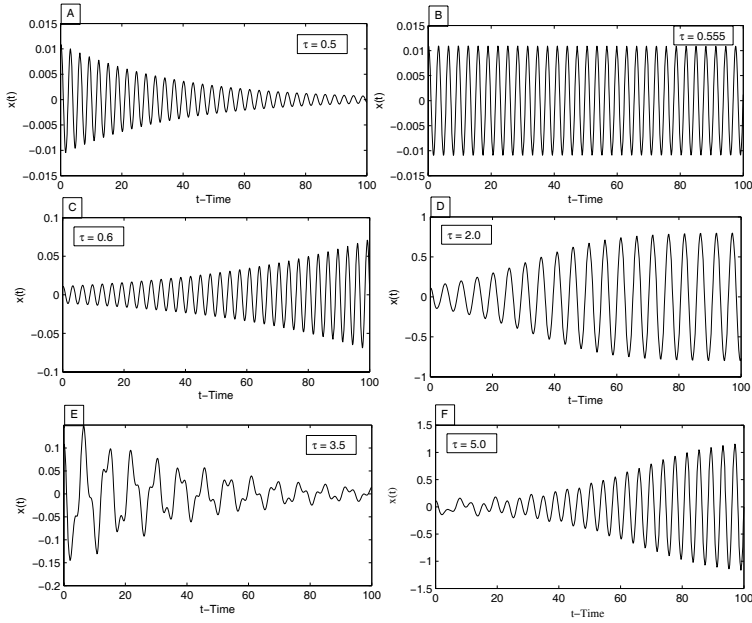 A
τ = 0.5
0.015
0.01
0.005
0
−0.005
−0.01
−0.015
x(t)
0 20 40 60 80 100
t−Time
B
τ = 0.555
0.015
0.01
0.005
0
−0.005
−0.01
−0.015
x(t)
0 20 40 60 80 100
t−Time
C
τ = 0.6
0.1
0.05
0
−0.05
−0.1
x(t)
0 20 40 60 80 100
t−Time
D
τ = 2.0
1
0.5
0
−0.5
−1
x(t)
0 20 40 60 80 100
t−Time
E
τ = 3.5
0.1
0.05
0
−0.05
−0.1
−0.15
−0.2
x(t)
0 20 40 60 80 100
t−Time
F
τ = 5.0
1.5
1
0.5
0
−0.5
−1
−1.5
x(t)
0 20 40 60 80 100
t−Time